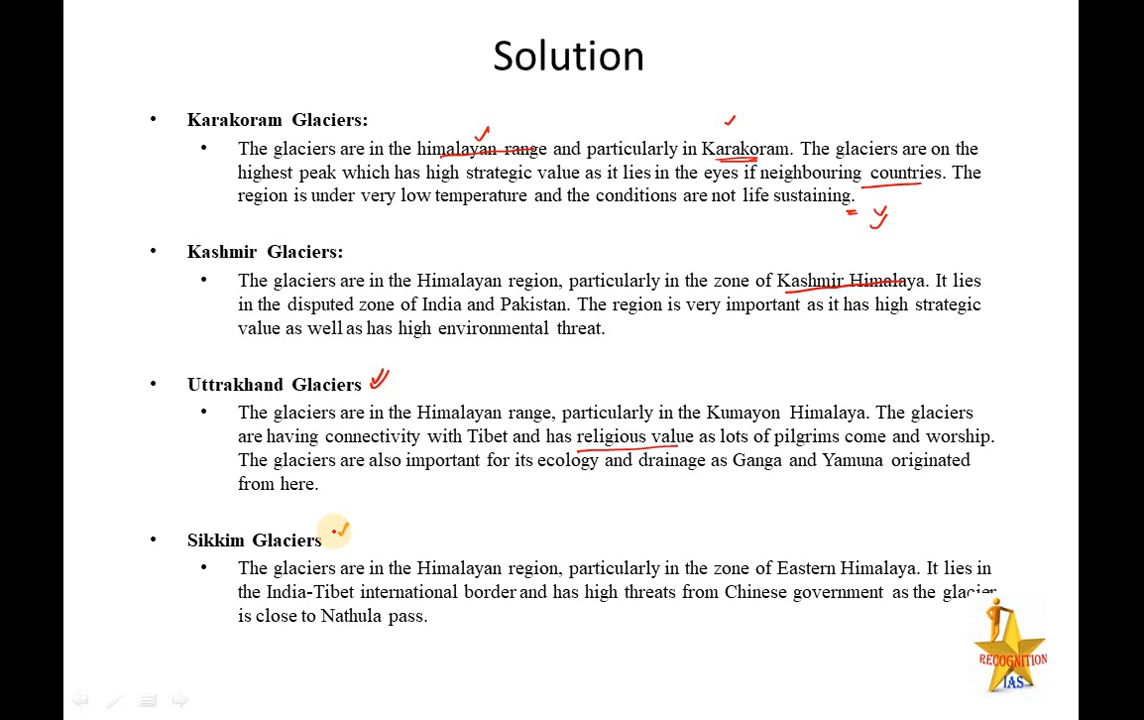 Solution
• Karakoram Glaciers:
• The glaciers are in the himalayan range and particularly in Karakoram. The glaciers are on the
highest peak which has high strategic value as it lies in the eyes if neighbouring countries. The
region is under very low temperature and the conditions are not life sustaining.
• Kashmir Glaciers:
• The glaciers are in the Himalayan region, particularly in the zone of Kashmir Himalaya. It lies
in the disputed zone of India and Pakistan. The region is very important as it has high strategic
value as well as has high environmental threat.
• Uttrakhand Glaciers
• The glaciers are in the Himalayan range, particularly in the Kumayon Himalaya. The glaciers
are having connectivity with Tibet and has religious value as lots of pilgrims come and worship.
The glaciers are also important for its ecology and drainage as Ganga and Yamuna originated
from here.
• Sikkim Glaciers
• The glaciers are in the Himalayan region, particularly in the zone of Eastern Himalaya. It lies in
the India-Tibet international border and has high threats from Chinese government as the glacier
is close to Nathula pass.
RECOGNITION
IAS